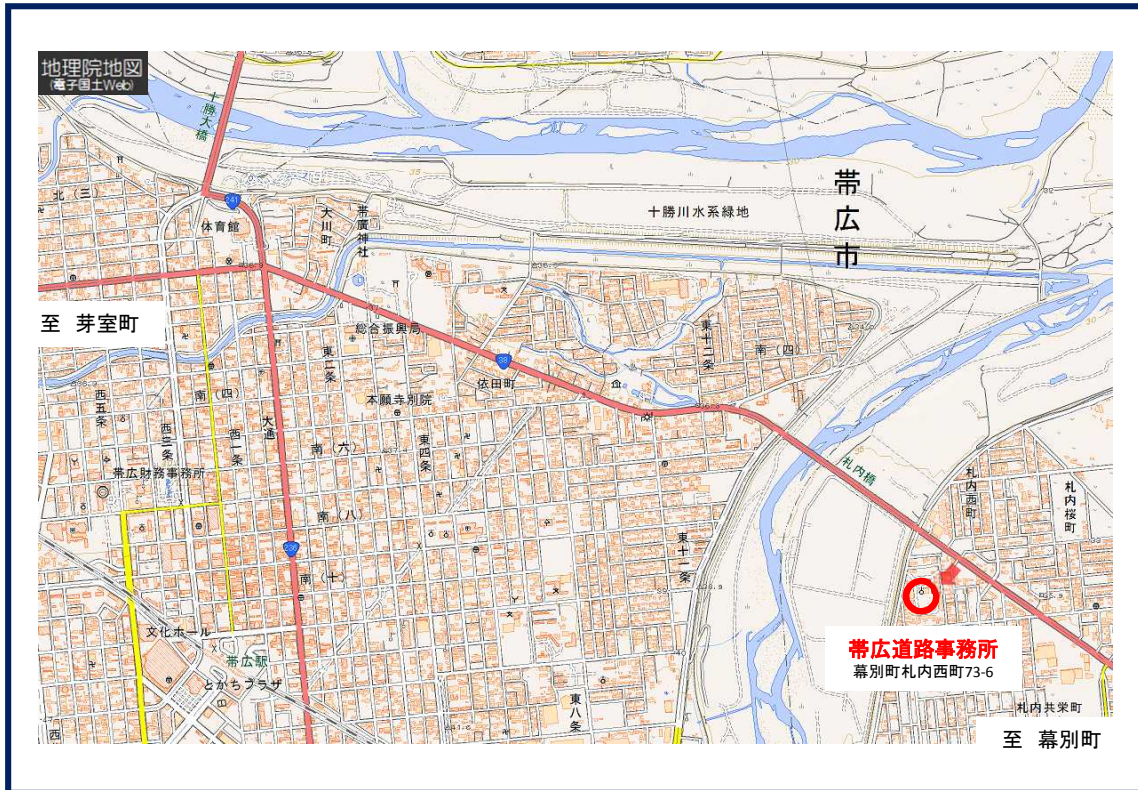 地理院地図
(電子国土Web)
十勝大橋
北(三)
241
体育館
大川町
帯廣神社
十勝川水系緑地
帯広市
至 芽室町
総合振興局
38
依田町
東十二条
南(四)
東二条
本願寺別院
南(四)
大通
西五条
西三条
西一条
南(六)
東四条
帯広財務事務所
南(八)
236
南(十)
東十一条
札内橋
札内西町
札内桜町
文化ホール
帯広駅
とかちプラザ
東八条
帯広道路事務所
幕別町札内西町73-6
札内共栄町
至 幕別町